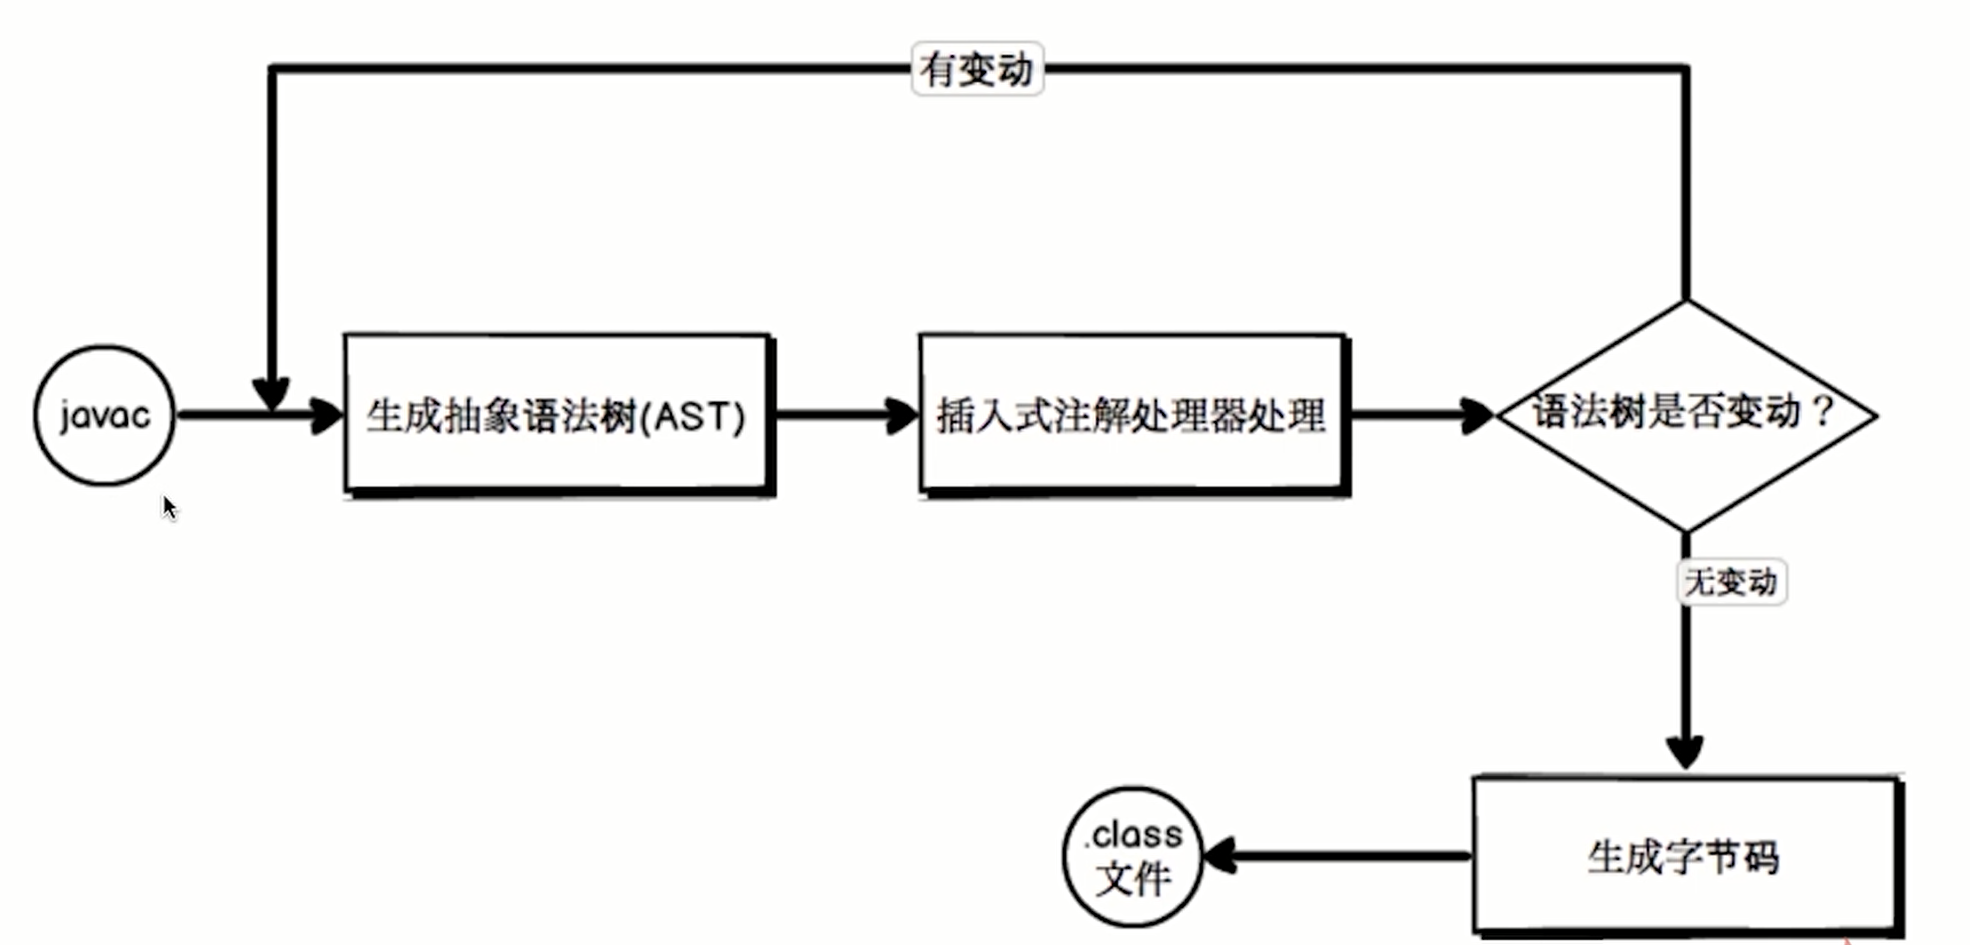 有变动
javac
生成抽象语法树(AST)
插入式注解处理器处理
语法树是否变动？
无变动
.class
文件
生成字节码